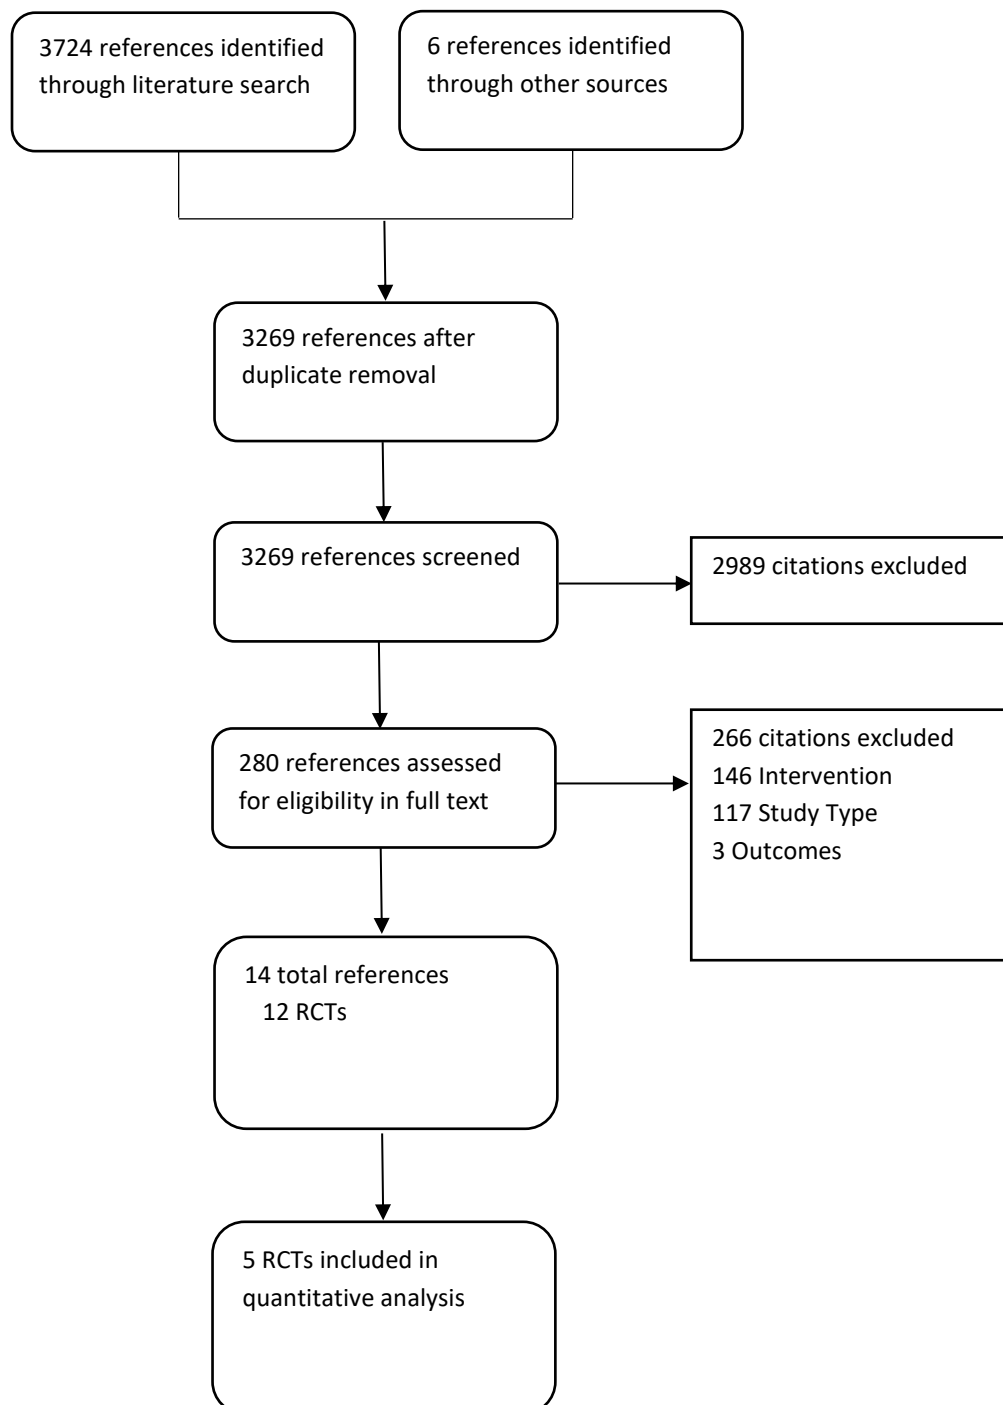 3724 references identified
through literature search
6 references identified
through other sources
3269 references after
duplicate removal
3269 references screened
2989 citations excluded
280 references assessed
for eligibility in full text
266 citations excluded
146 Intervention
117 Study Type
3 Outcomes
14 total references
12 RCTs
5 RCTs included in
quantitative analysis